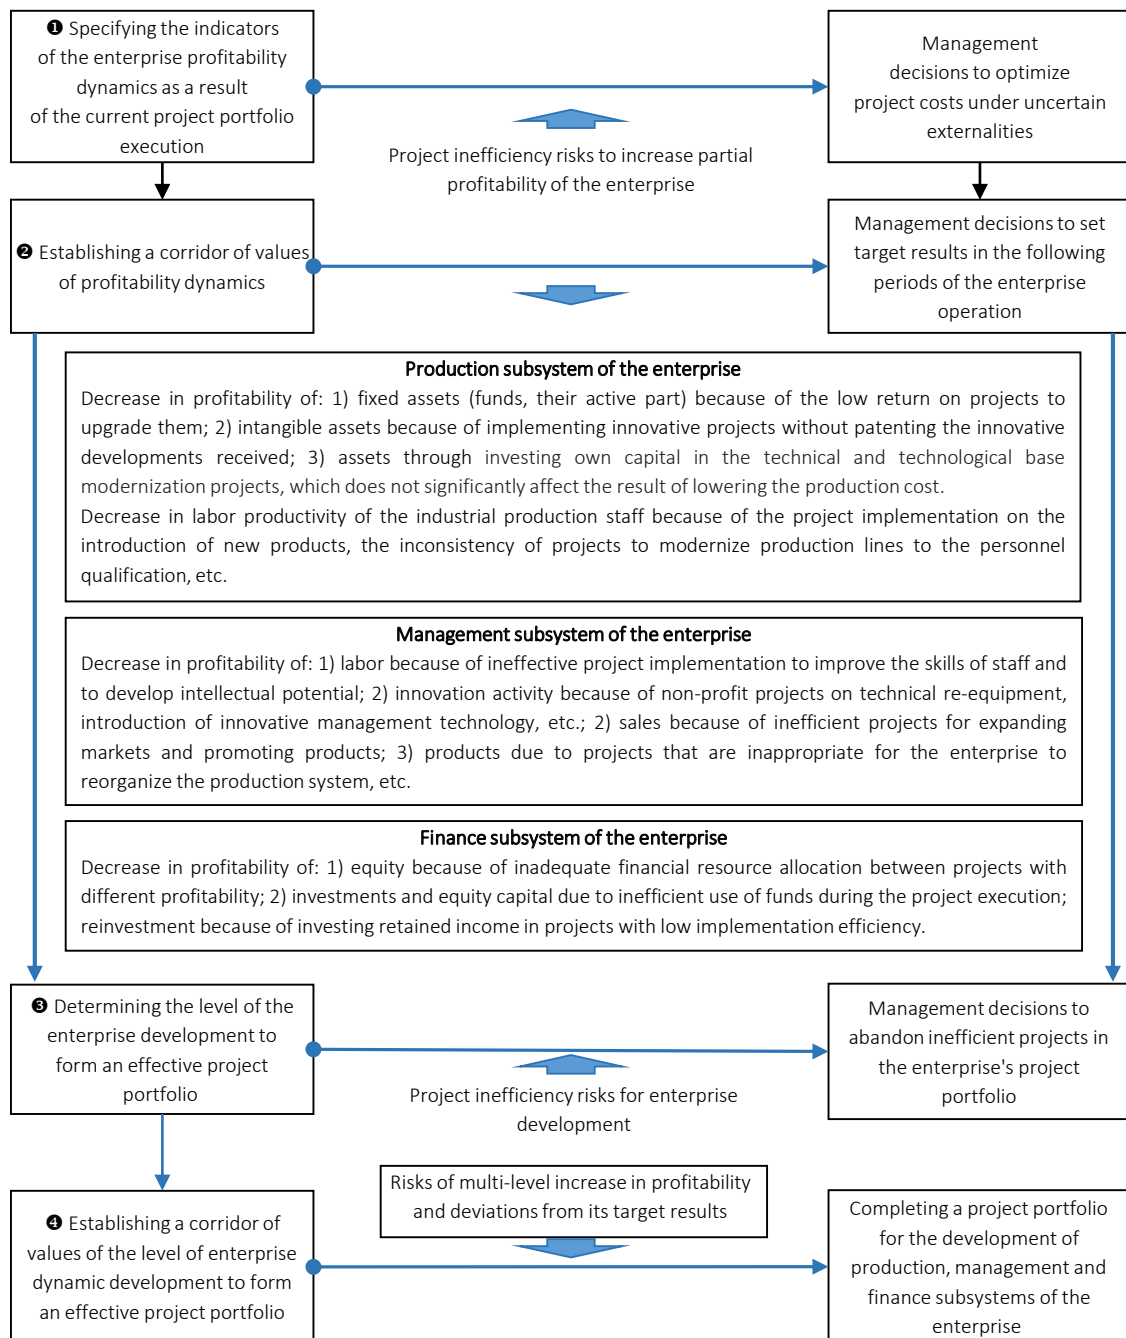 ❶ Specifying the indicators
of the enterprise profitability
dynamics as a result
of the current project portfolio
execution
Management
decisions to optimize
project costs under uncertain
externalities
Project inefficiency risks to increase partial
profitability of the enterprise
❷ Establishing a corridor of values
of profitability dynamics
Management decisions to set
target results in the following
periods of the enterprise
operation
Production subsystem of the enterprise
Decrease in profitability of: 1) fixed assets (funds, their active part) because of the low return on projects to
upgrade them; 2) intangible assets because of implementing innovative projects without patenting the innovative
developments received; 3) assets through investing own capital in the technical and technological base
modernization projects, which does not significantly affect the result of lowering the production cost.
Decrease in labor productivity of the industrial production staff because of the project implementation on the
introduction of new products, the inconsistency of projects to modernize production lines to the personnel
qualification, etc.
Management subsystem of the enterprise
Decrease in profitability of: 1) labor because of ineffective project implementation to improve the skills of staff and
to develop intellectual potential; 2) innovation activity because of non-profit projects on technical re-equipment,
introduction of innovative management technology, etc.; 2) sales because of inefficient projects for expanding
markets and promoting products; 3) products due to projects that are inappropriate for the enterprise to
reorganize the production system, etc.
Finance subsystem of the enterprise
Decrease in profitability of: 1) equity because of inadequate financial resource allocation between projects with
different profitability; 2) investments and equity capital due to inefficient use of funds during the project execution;
reinvestment because of investing retained income in projects with low implementation efficiency.
❸ Determining the level of the
enterprise development to
form an effective project
portfolio
Management decisions to
abandon inefficient projects in
the enterprise's project
portfolio
Project inefficiency risks for enterprise
development
Risks of multi-level increase in profitability
and deviations from its target results
❹ Establishing a corridor of
values of the level of enterprise
dynamic development to form
an effective project portfolio
Completing a project portfolio
for the development of
production, management and
finance subsystems of the
enterprise